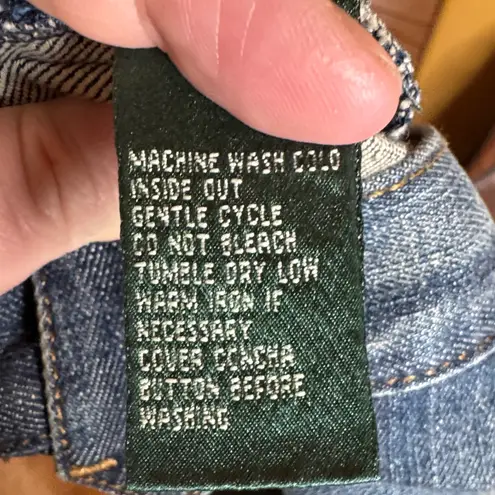 MACHINE WASH COLD
INSIDE OUT
GENTLE CYCLE
DO NOT BLEACH
TUMBLE DRY LOW
WARM IRON IF
NECESSARY
COVER CONCHA
BUTTON BEFORE
WASHING